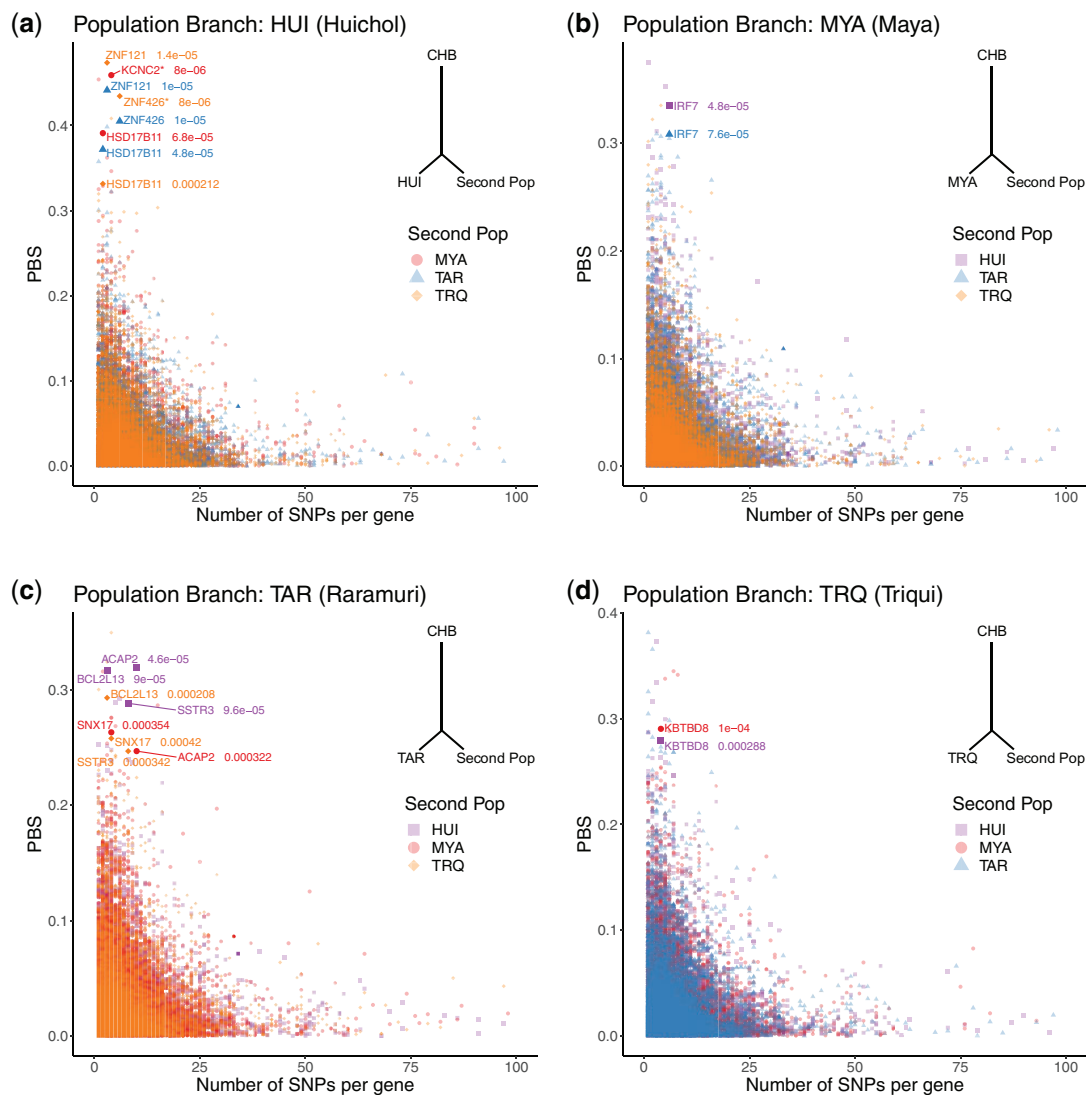 (a) Population Branch: HUI (Huichol)
ZNF121 1.4e−05
KCNC2* 8e−06
ZNF121 1e−05
ZNF426* 8e−06
ZNF426 1e−05
HSD17B11 6.8e−05
HSD17B11 4.8e−05
HSD17B11 0.000212
CHB
HUI
Second Pop
Second Pop
MYA
TAR
TRQ
PBS
0.4
0.3
0.2
0.1
0.0
0 25 50 75 100
Number of SNPs per gene
(b) Population Branch: MYA (Maya)
IRF7 4.8e−05
IRF7 7.6e−05
CHB
MYA
Second Pop
Second Pop
HUI
TAR
TRQ
PBS
0.3
0.2
0.1
0.0
0 25 50 75 100
Number of SNPs per gene
(c) Population Branch: TAR (Raramuri)
ACAP2 4.6e−05
BCL2L13 9e−05
BCL2L13 0.000208
SSTR3 9.6e−05
SNX17 0.000354
SNX17 0.00042
ACAP2 0.000322
SSTR3 0.000342
CHB
TAR
Second Pop
Second Pop
HUI
MYA
TRQ
PBS
0.3
0.2
0.1
0.0
0 25 50 75 100
Number of SNPs per gene
(d) Population Branch: TRQ (Triqui)
KBTBD8 1e−04
KBTBD8 0.000288
CHB
TRQ
Second Pop
Second Pop
HUI
MYA
TAR
PBS
0.4
0.3
0.2
0.1
0.0
0 25 50 75 100
Number of SNPs per gene